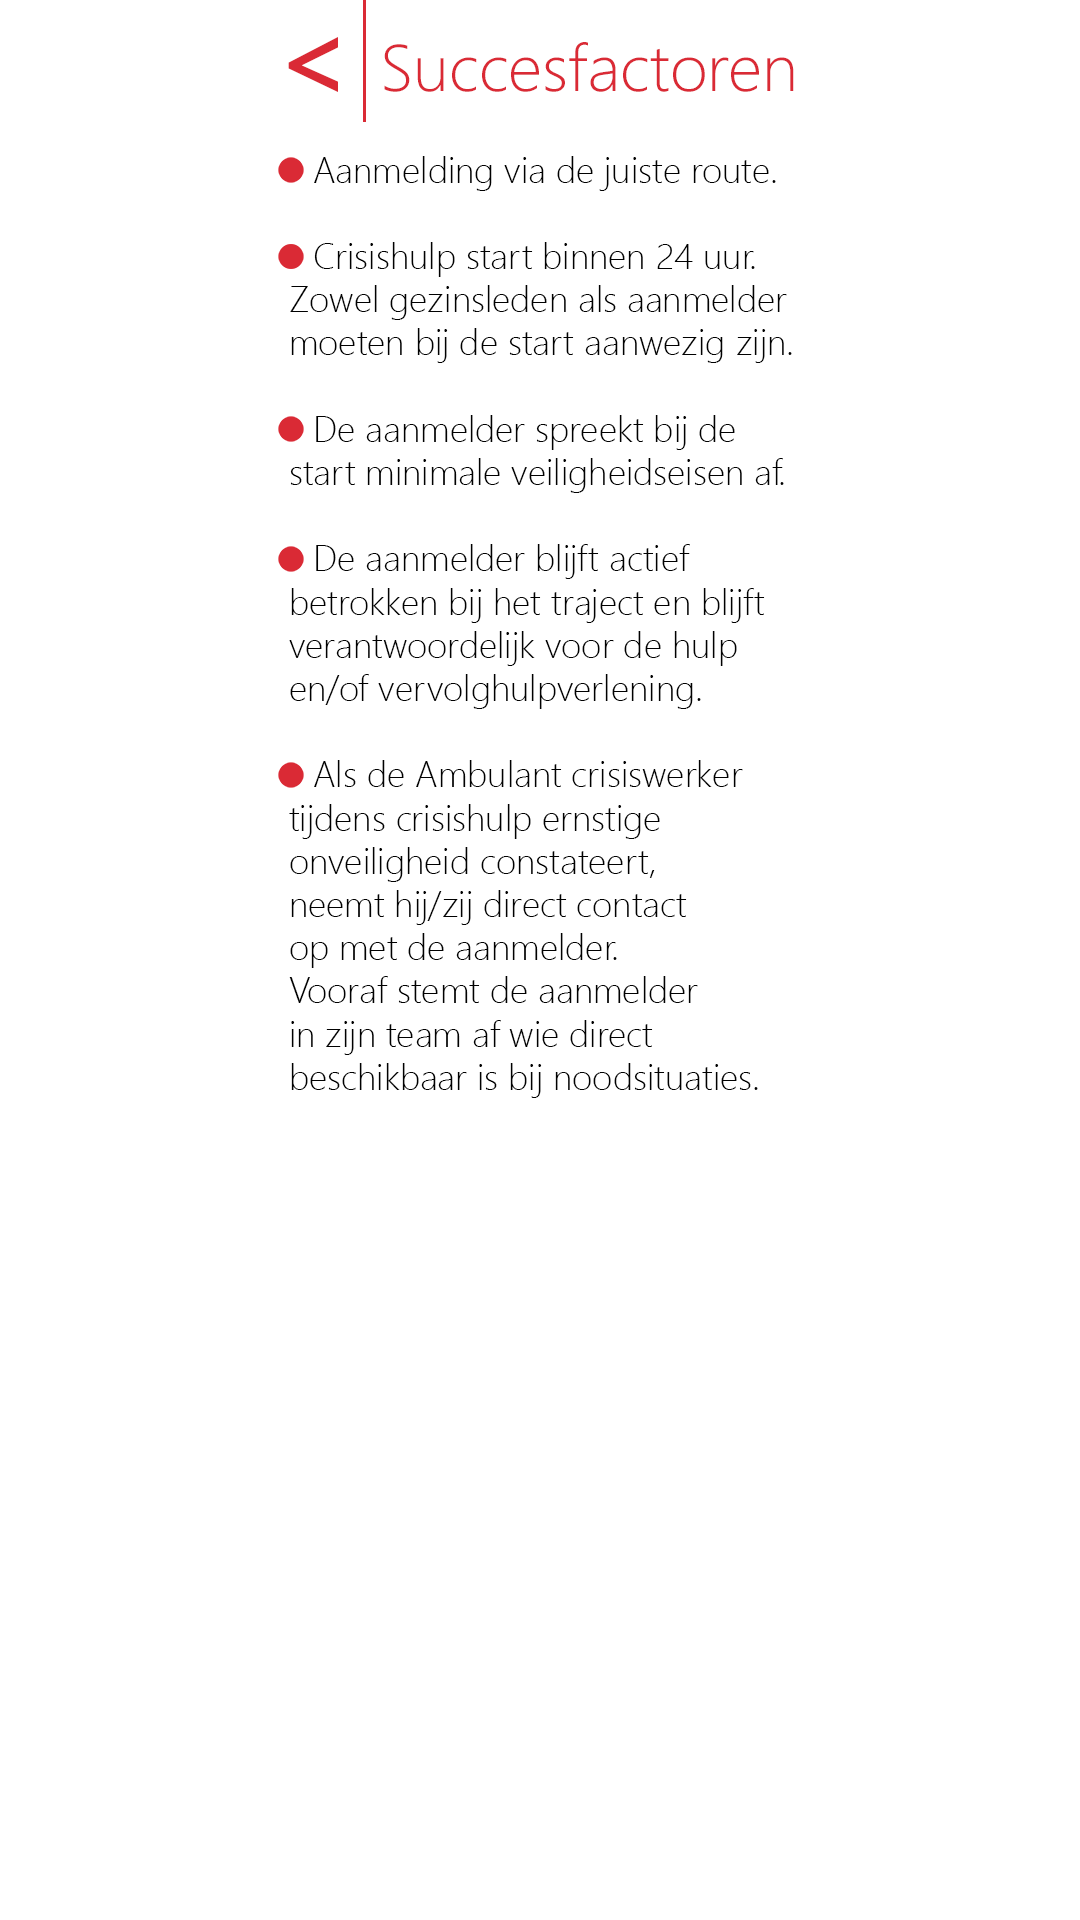 < Succesfactoren
● Aanmelding via de juiste route.
● Crisishulp start binnen 24 uur.
Zowel gezinsleden als aanmelder
moeten bij de start aanwezig zijn.
● De aanmelder spreekt bij de
start minimale veiligheidseisen af.
● De aanmelder blijft actief
betrokken bij het traject en blijft
verantwoordelijk voor de hulp
en/of vervolghulpverlening.
● Als de Ambulant crisiswerker
tijdens crisishulp ernstige
onveiligheid constateert,
neemt hij/zij direct contact
op met de aanmelder.
Vooraf stemt de aanmelder
in zijn team af wie direct
beschikbaar is bij noodsituaties.